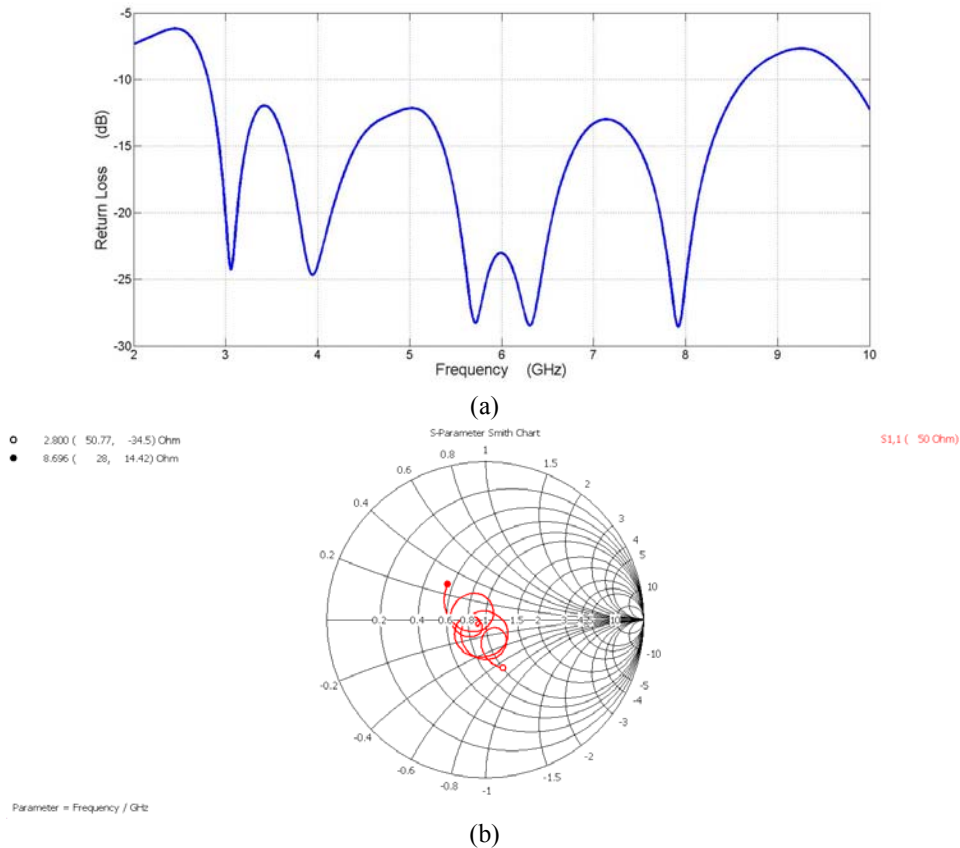 -5
-10
-15
-20
-25
-30
Return Loss (dB)
2 3 4 5 6 7 8 9 10
Frequency (GHz)
(a)
2.800 ( 50.77, -34.5) Ohm
8.696 ( 28, 14.42) Ohm
S-Parameter Smith Chart
S1,1 ( 50 Ohm)
1
0.8 1.5
0.6 2
0.4 3
4
0.2 5
10
0.2 0.4 0.6 0.8 1 1.5 2 3 4 5 10
-10
-0.2 -5
-4
-0.4 -3
-0.6 -2
-0.8 -1.5
-1
Parameter = Frequency / GHz
(b)